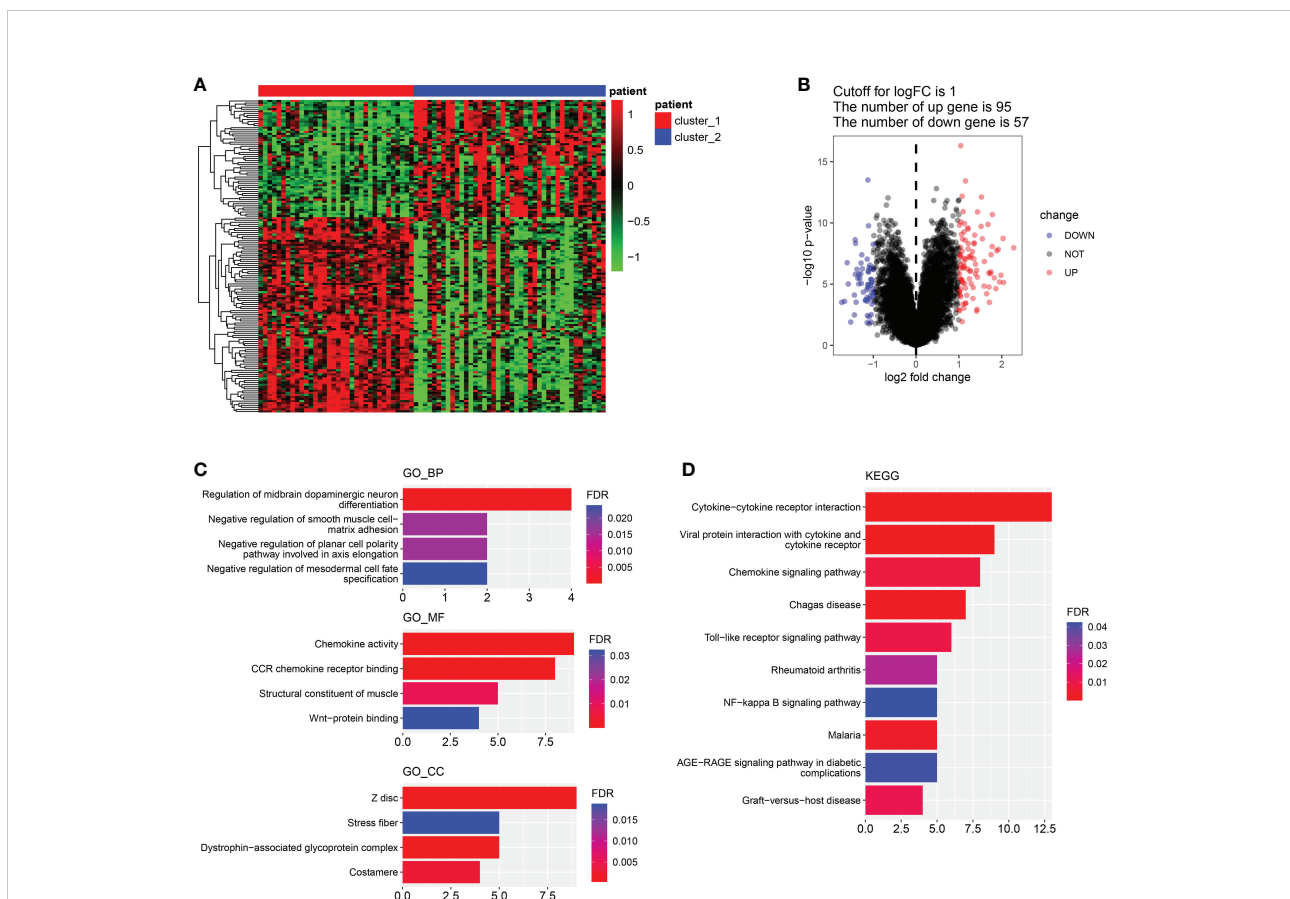 A
patient
1
0.5
0
−0.5
−1
patient
cluster_1
cluster_2
B
Cutoff for logFC is 1
The number of up gene is 95
The number of down gene is 57
−log10 p-value
15
10
5
0
−1
0
1
2
log2 fold change
change
DOWN
NOT
UP
C
GO_BP
Regulation of midbrain dopaminergic neuron
differentiation
Negative regulation of smooth muscle cell−
matrix adhesion
Negative regulation of planar cell polarity
pathway involved in axis elongation
Negative regulation of mesodermal cell fate
specification
0
1
2
3
4
FDR
0.020
0.015
0.010
0.005
GO_MF
Chemokine activity
CCR chemokine receptor binding
Structural constituent of muscle
Wnt−protein binding
0.0
2.5
5.0
7.5
FDR
0.03
0.02
0.01
GO_CC
Z disc
Stress fiber
Dystrophin−associated glycoprotein complex
Costamere
0.0
2.5
5.0
7.5
FDR
0.015
0.010
0.005
D
KEGG
Cytokine−cytokine receptor interaction
Viral protein interaction with cytokine and
cytokine receptor
Chemokine signaling pathway
Chagas disease
Toll−like receptor signaling pathway
Rheumatoid arthritis
NF−kappa B signaling pathway
Malaria
AGE−RAGE signaling pathway in diabetic
complications
Graft−versus−host disease
0.0
2.5
5.0
7.5
10.0
12.5
FDR
0.04
0.03
0.02
0.01